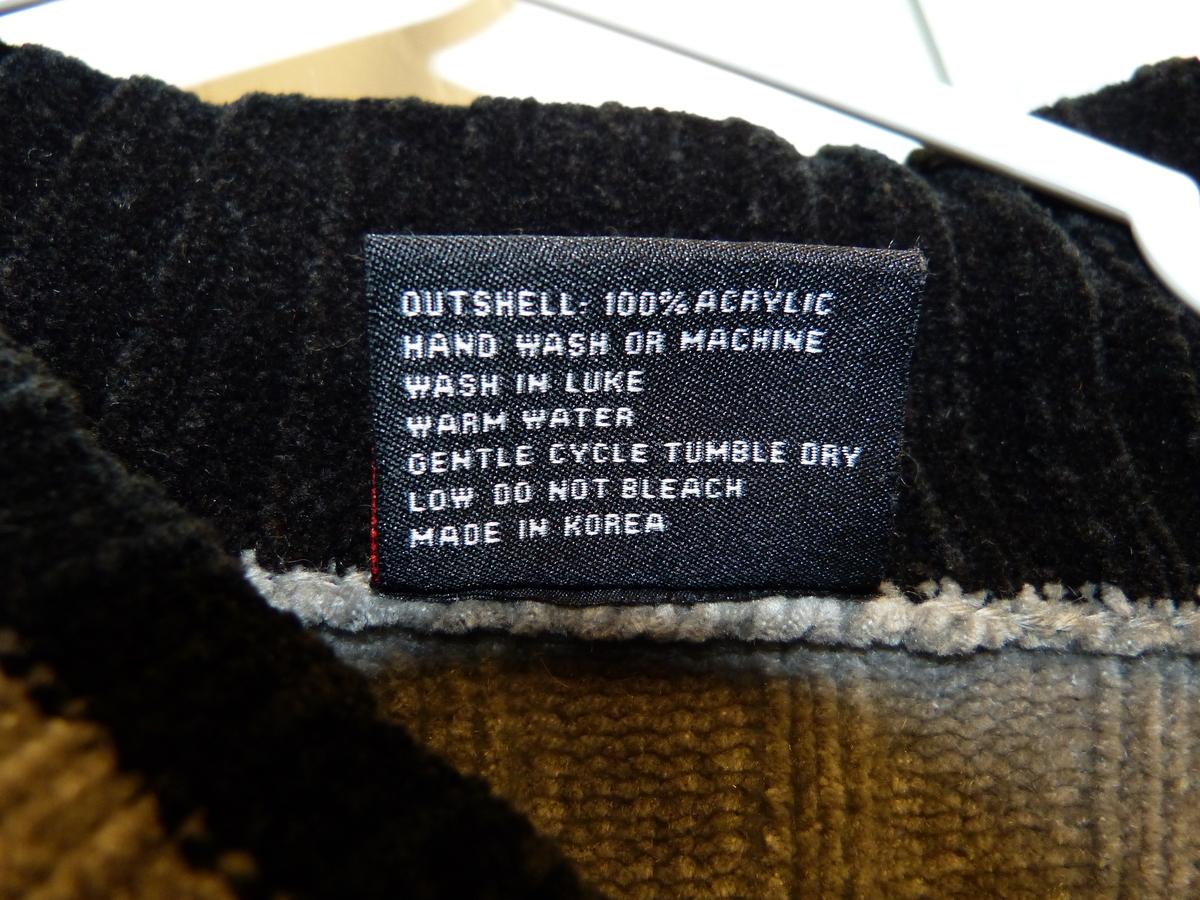 OUTSHELL: 100% ACRYLIC
HAND WASH OR MACHINE
WASH IN LUKE
WARM WATER
GENTLE CYCLE TUMBLE DRY
LOW DO NOT BLEACH
MADE IN KOREA